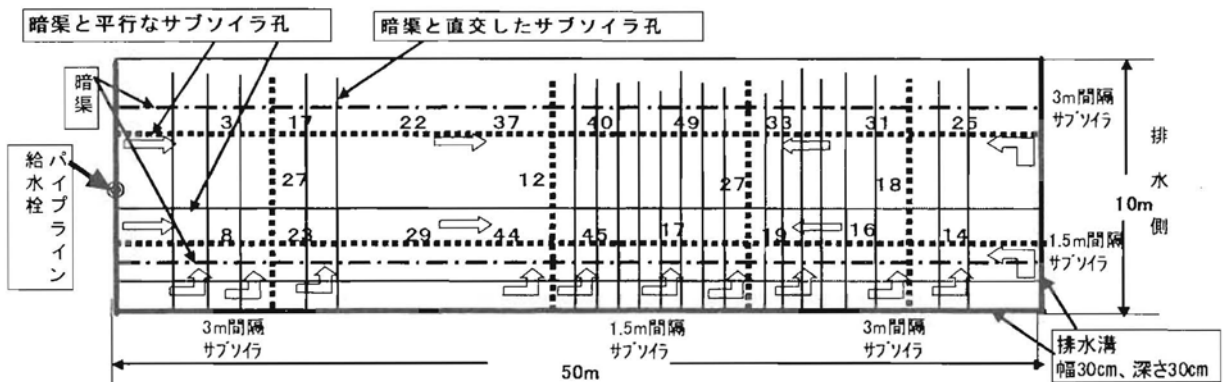 暗渠と平行なサブソイラ孔
暗渠と直交したサブソイラ孔
暗渠
パイプライン
給水栓
3 17 22 37 40 49 33 31 25
27 12 27 18
8 23 29 44 45 17 19 16 14
3m間隔
サブソイラ
排水側
10m
1.5m間隔
サブソイラ
3m間隔
サブソイラ
1.5m間隔
サブソイラ
3m間隔
サブソイラ
50m
排水溝
幅30cm、深さ30cm